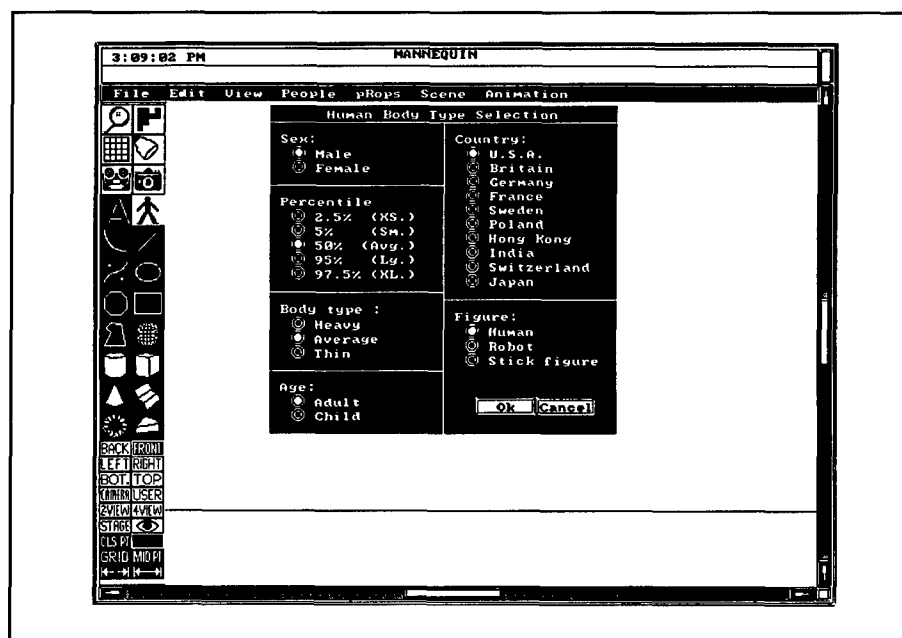 3:09:02 PM
MANNEQUIN
File Edit View People pRops Scene Animation
Human Body Type Selection
Sex:
Male
Female
Percentile
2.5% (XS.)
5% (Sm.)
50% (Avg.)
95% (Lg.)
97.5% (XL.)
Body type :
Heavy
Average
Thin
Age:
Adult
Child
Country:
U.S.A.
Britain
Germany
France
Sweden
Poland
Hong Kong
India
Switzerland
Japan
Figure:
Human
Robot
Stick figure
Ok Cancel
BACK FRONT
LEFT RIGHT
BOT. TOP
CAMERA USER
2VIEW 4VIEW
STAGE
CLS PT
GRID MID PT